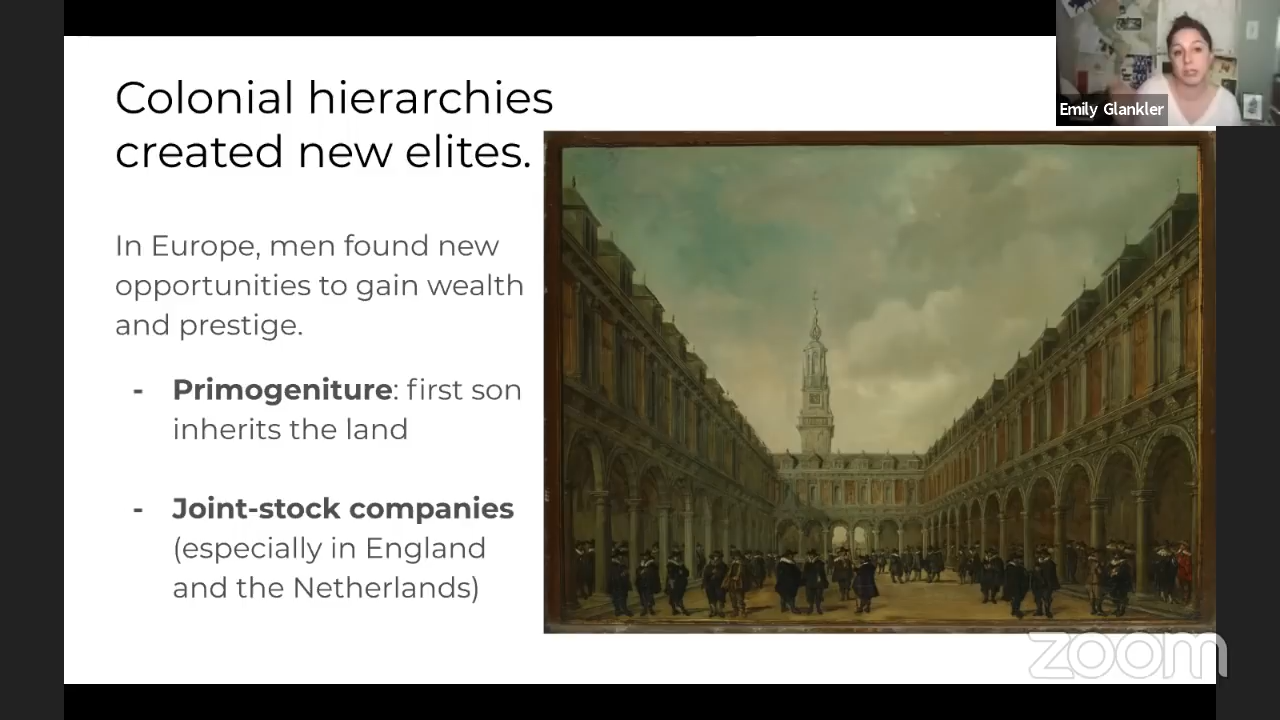 Colonial hierarchies
created new elites.
In Europe, men found new
opportunities to gain wealth
and prestige.
- Primogeniture: first son
inherits the land
- Joint-stock companies
(especially in England
and the Netherlands)
Emily Glankler
zoom